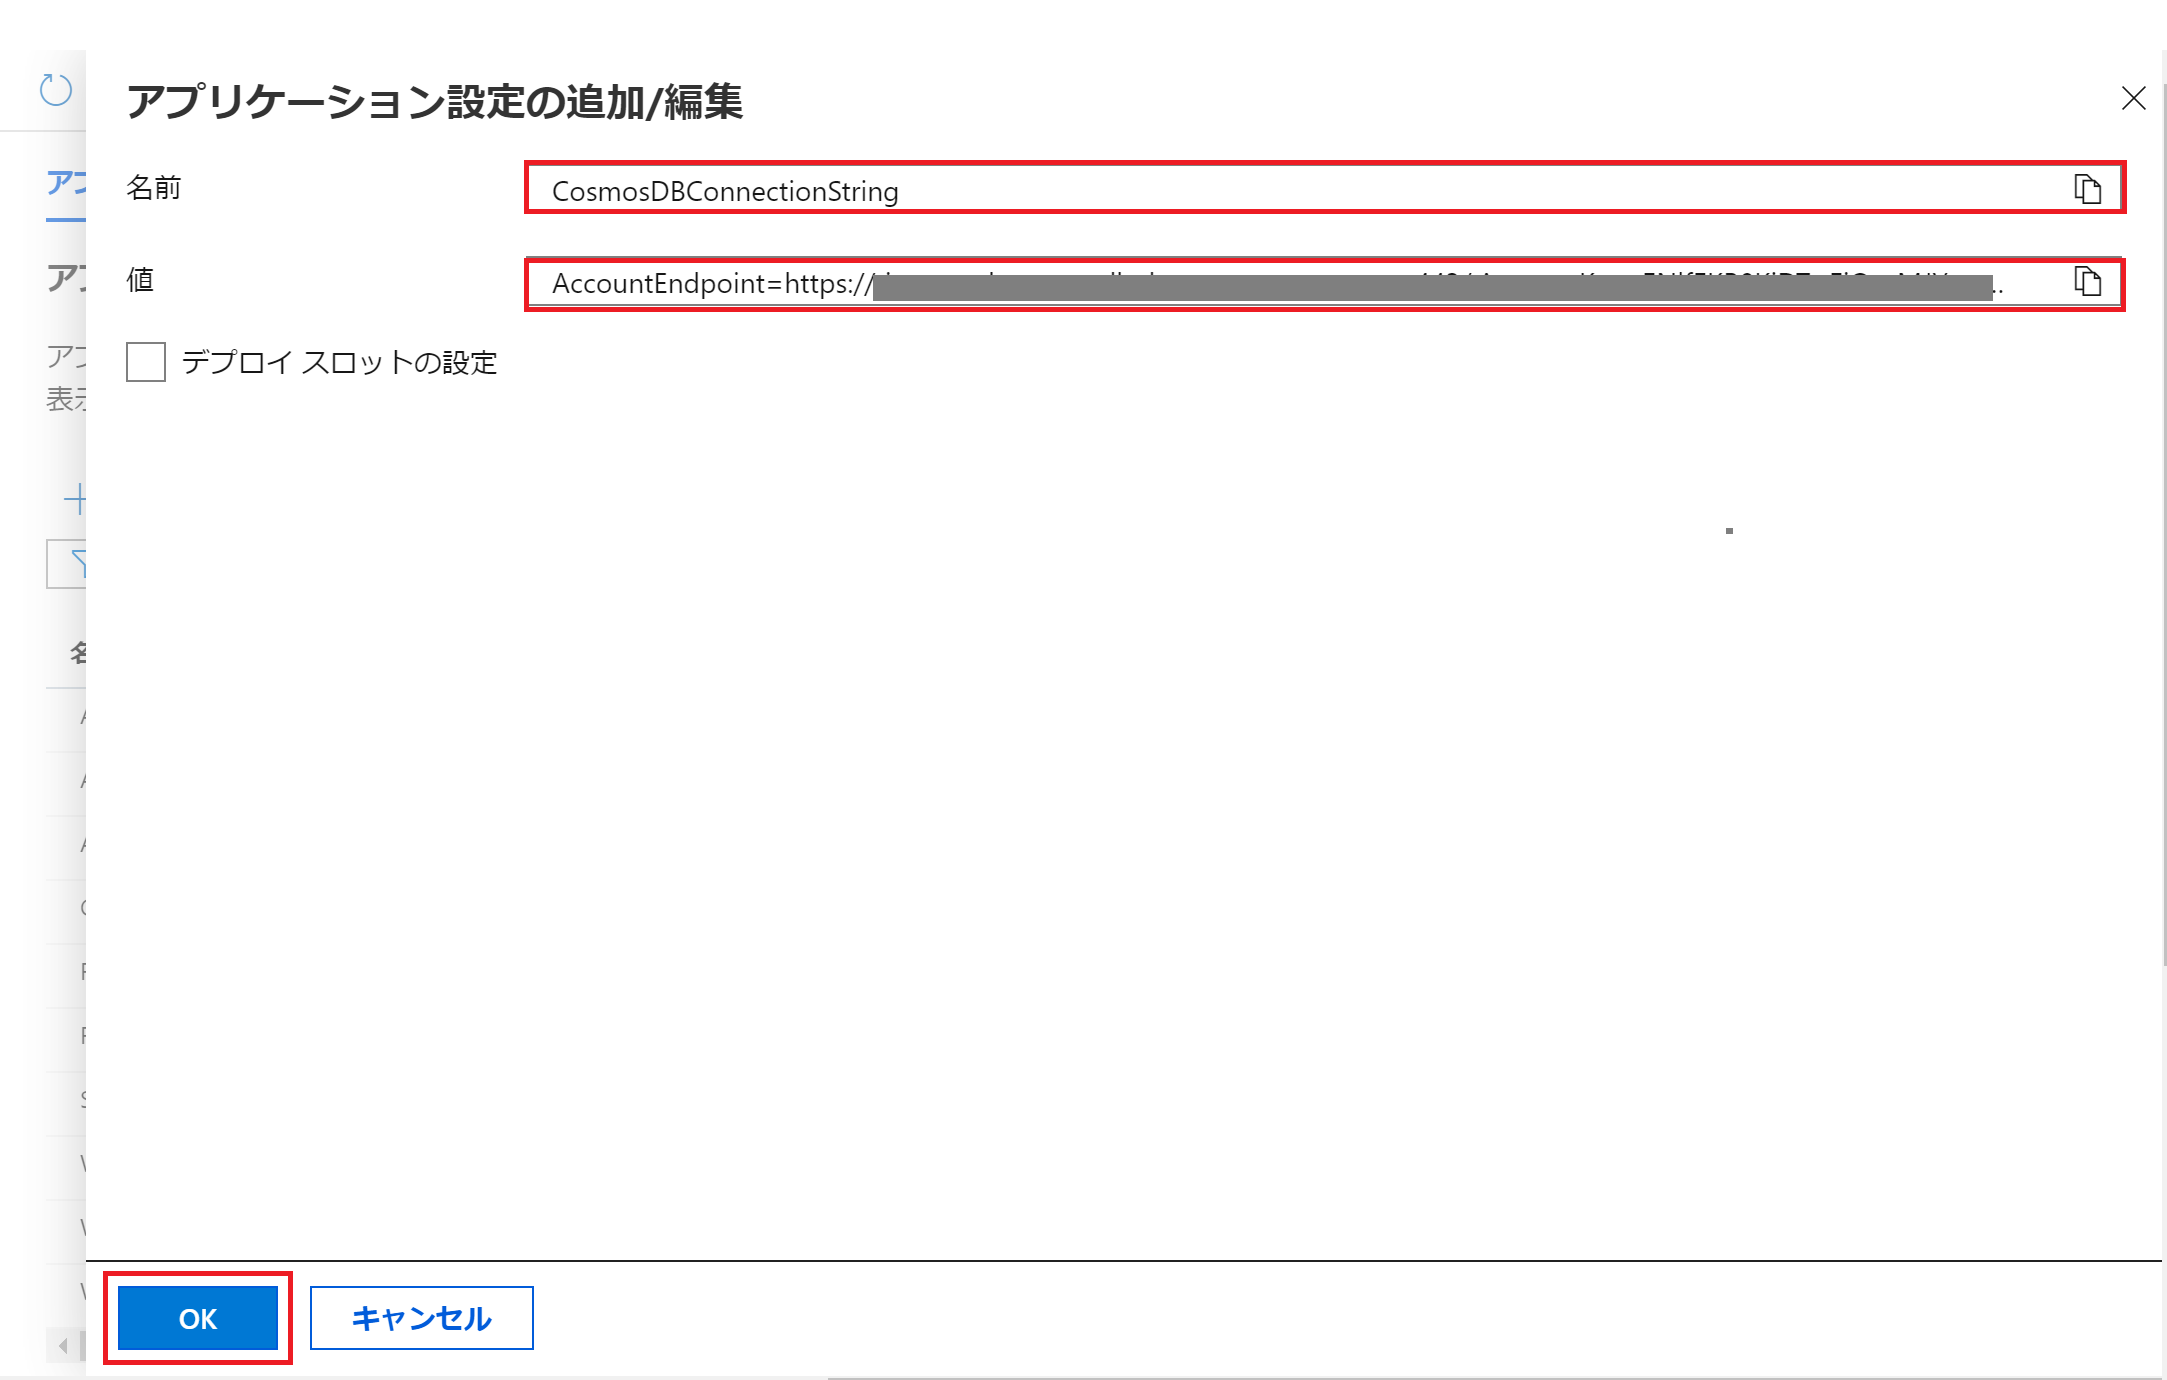 アプリケーション設定の追加/編集
名前
CosmosDBConnectionString
値
AccountEndpoint=https://
デプロイ スロットの設定
OK
キャンセル